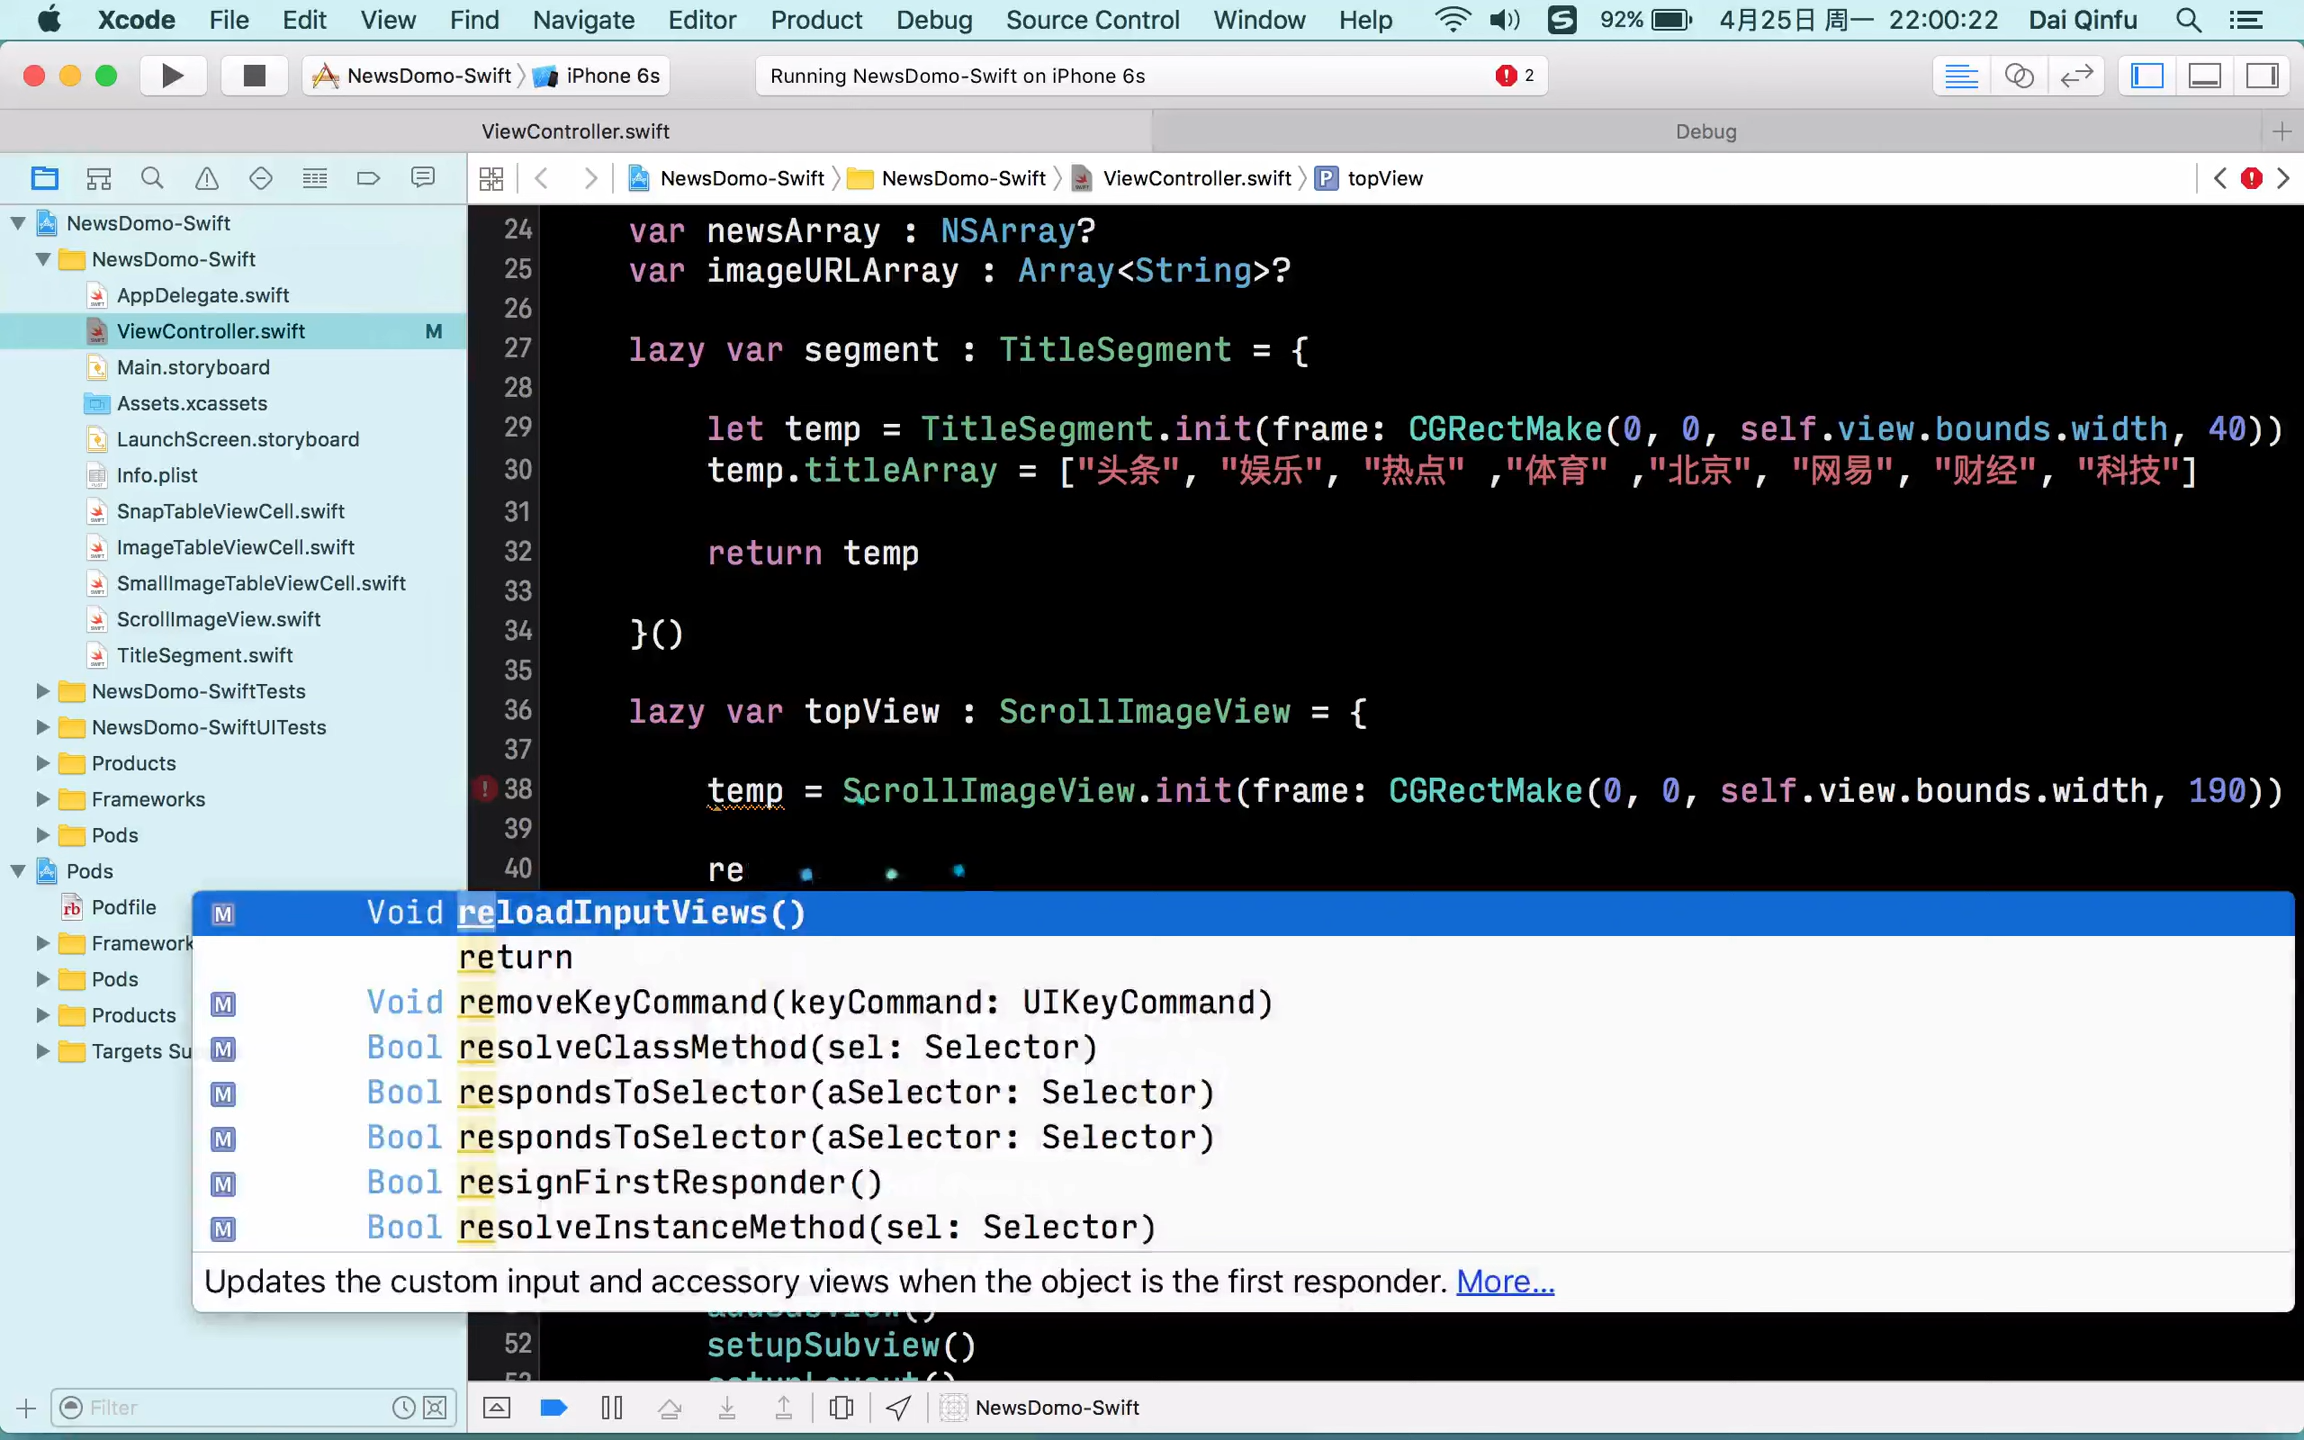 Xcode File Edit View Find Navigate Editor Product Debug Source Control Window Help 92% 4月25日 周一 22:00:22 Dai Qinfu
NewsDomo-Swift iPhone 6s Running NewsDomo-Swift on iPhone 6s 2
ViewController.swift Debug
NewsDomo-Swift NewsDomo-Swift ViewController.swift P topView
NewsDomo-Swift
NewsDomo-Swift
AppDelegate.swift
ViewController.swift M
Main.storyboard
Assets.xcassets
LaunchScreen.storyboard
Info.plist
SnapTableViewCell.swift
ImageTableViewCell.swift
SmallImageTableViewCell.swift
ScrollImageView.swift
TitleSegment.swift
NewsDomo-SwiftTests
NewsDomo-SwiftUITests
Products
Frameworks
Pods
Pods
Podfile
Framework
Pods
Products
Targets Su
Filter
24 var newsArray : NSArray?
25 var imageURLArray : Array<String>?
26
27 lazy var segment : TitleSegment = {
28
29 let temp = TitleSegment.init(frame: CGRectMake(0, 0, self.view.bounds.width, 40))
30 temp.titleArray = ["头条", "娱乐", "热点" ,"体育" ,"北京", "网易", "财经", "科技"]
31
32 return temp
33
34 }()
35
36 lazy var topView : ScrollImageView = {
37
38 temp = ScrollImageView.init(frame: CGRectMake(0, 0, self.view.bounds.width, 190))
39
40 re
M Void reloadInputViews()
return
M Void removeKeyCommand(keyCommand: UIKeyCommand)
M Bool resolveClassMethod(sel: Selector)
M Bool respondsToSelector(aSelector: Selector)
M Bool respondsToSelector(aSelector: Selector)
M Bool resignFirstResponder()
M Bool resolveInstanceMethod(sel: Selector)
Updates the custom input and accessory views when the object is the first responder. More...
52 setupSubview()
NewsDomo-Swift